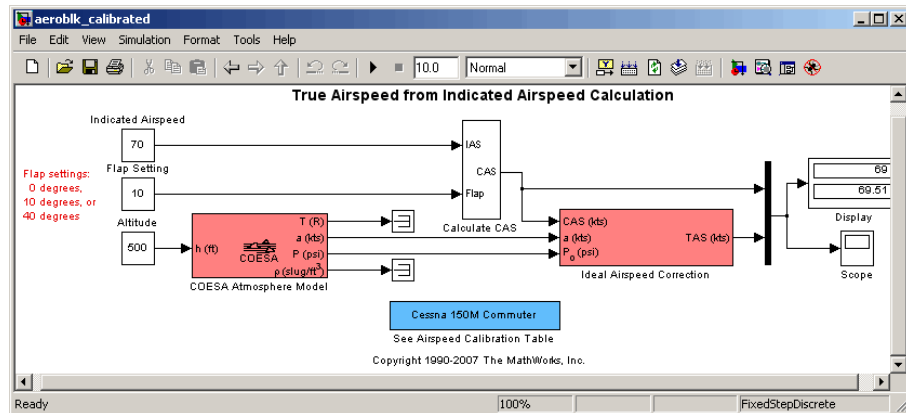 aeroblk_calibrated
File Edit View Simulation Format Tools Help
10.0 Normal
True Airspeed from Indicated Airspeed Calculation
Indicated Airspeed
70
Flap settings:
0 degrees,
10 degrees, or
40 degrees
Flap Setting
10
Altitude
500
IAS
CAS
Flap
Calculate CAS
h (ft)
COESA
T (R)
a (kts)
P (psi)
ρ (slug/ft³)
COESA Atmosphere Model
CAS (kts)
a (kts)
P₀ (psi)
TAS (kts)
Ideal Airspeed Correction
69
69.51
Display
Scope
Cessna 150M Commuter
See Airspeed Calibration Table
Copyright 1990-2007 The MathWorks, Inc.
Ready 100% FixedStepDiscrete